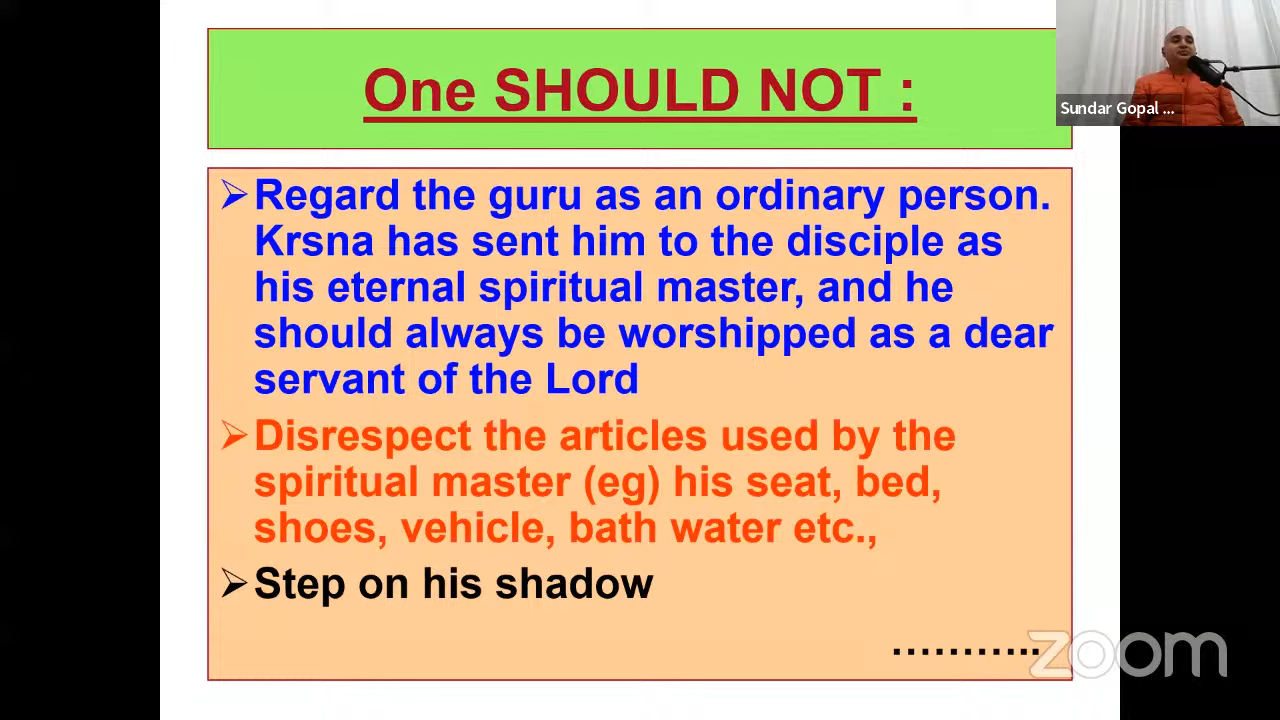 One SHOULD NOT :
Sundar Gopal ...
Regard the guru as an ordinary person.
Krsna has sent him to the disciple as
his eternal spiritual master, and he
should always be worshipped as a dear
servant of the Lord
Disrespect the articles used by the
spiritual master (eg) his seat, bed,
shoes, vehicle, bath water etc.,
Step on his shadow
...........
zoom